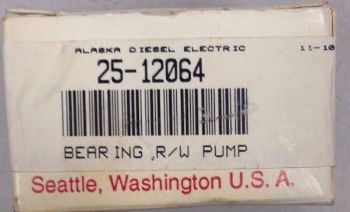 ALASKA DIESEL ELECTRIC 11-10
25-12064
BEARING,R/W PUMP
Seattle, Washington U.S.A.